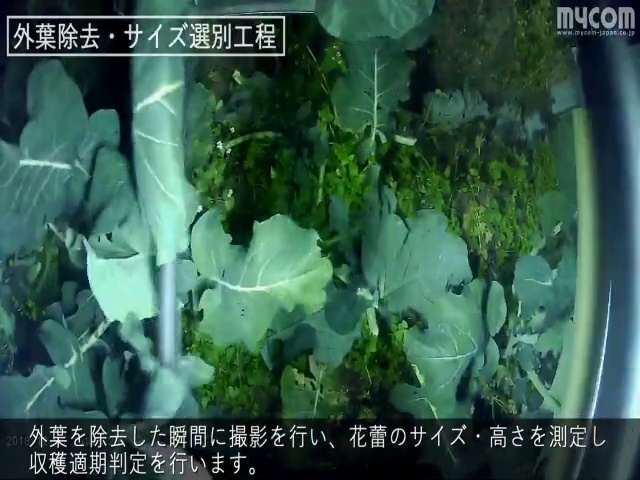 外葉除去・サイズ選別工程
mycom
www.mycom-japan.co.jp
外葉を除去した瞬間に撮影を行い、花蕾のサイズ・高さを測定し
収穫適期判定を行います。